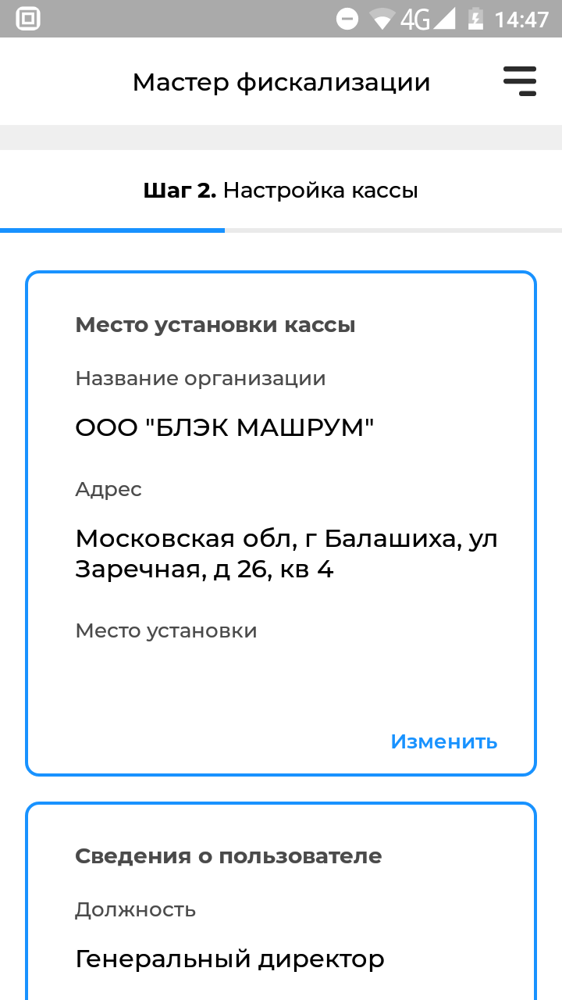 4G 14:47
Мастер фискализации
Шаг 2. Настройка кассы
Место установки кассы
Название организации
ООО "БЛЭК МАШРУМ"
Адрес
Московская обл, г Балашиха, ул
Заречная, д 26, кв 4
Место установки
Изменить
Сведения о пользователе
Должность
Генеральный директор